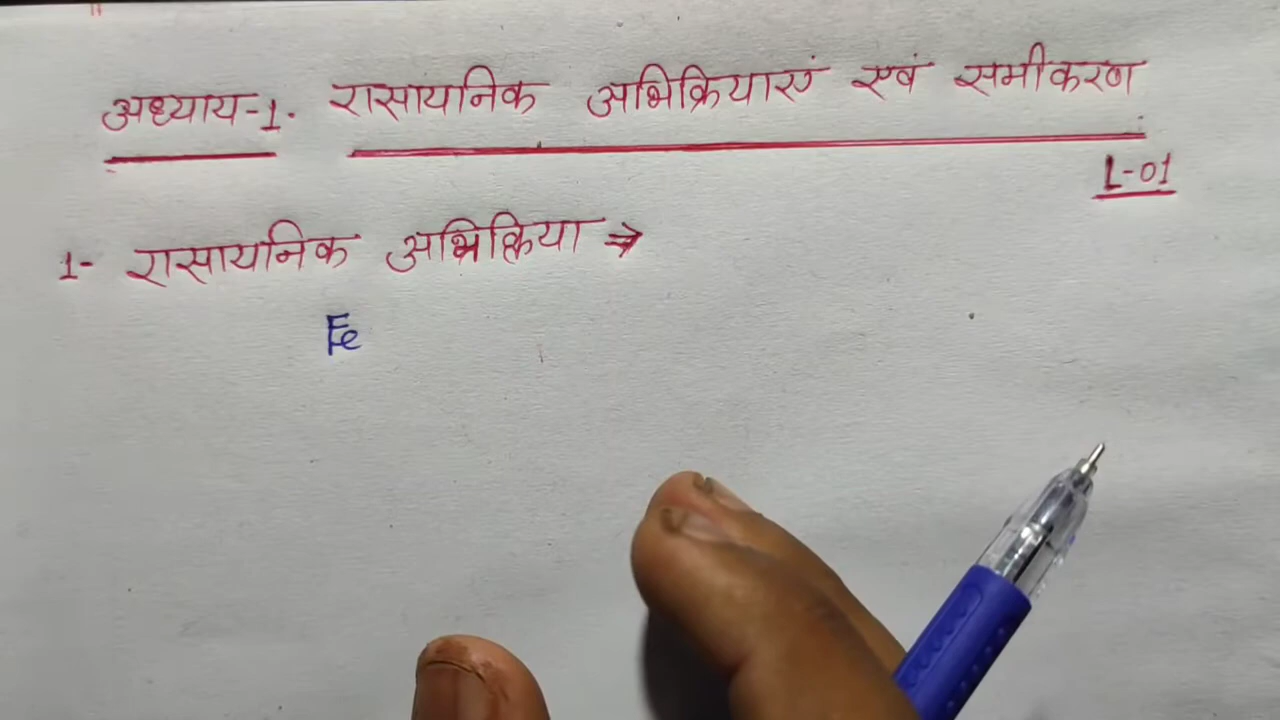 अध्याय-1. रासायनिक अभिक्रियाएं एवं समीकरण
L-01
1- रासायनिक अभिक्रिया →
Fe